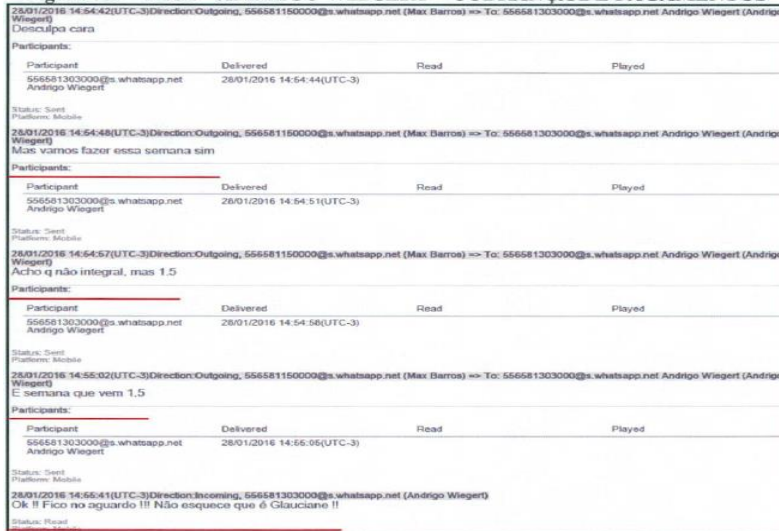 28/01/2016 14:54:42(UTC-3)Direction:Outgoing, 556581150000@s.whatsapp.net (Max Barros) => To: 556581303000@s.whatsapp.net Andrigo Wiegert (Andrigo
Wiegert)
Desculpa cara
Participants:
Participant Delivered Read Played
556581303000@s.whatsapp.net 28/01/2016 14:54:44(UTC-3)
Andrigo Wiegert
Status: Sent
Platform: Mobile
28/01/2016 14:54:48(UTC-3)Direction:Outgoing, 556581150000@s.whatsapp.net (Max Barros) => To: 556581303000@s.whatsapp.net Andrigo Wiegert (Andrigo
Wiegert)
Mas vamos fazer essa semana sim
Participants:
Participant Delivered Read Played
556581303000@s.whatsapp.net 28/01/2016 14:54:51(UTC-3)
Andrigo Wiegert
Status: Sent
Platform: Mobile
28/01/2016 14:54:57(UTC-3)Direction:Outgoing, 556581150000@s.whatsapp.net (Max Barros) => To: 556581303000@s.whatsapp.net Andrigo Wiegert (Andrigo
Wiegert)
Acho q não integral, mas 1.5
Participants:
Participant Delivered Read Played
556581303000@s.whatsapp.net 28/01/2016 14:54:58(UTC-3)
Andrigo Wiegert
Status: Sent
Platform: Mobile
28/01/2016 14:55:02(UTC-3)Direction:Outgoing, 556581150000@s.whatsapp.net (Max Barros) => To: 556581303000@s.whatsapp.net Andrigo Wiegert (Andrigo
Wiegert)
E semana que vem 1,5
Participants:
Participant Delivered Read Played
556581303000@s.whatsapp.net 28/01/2016 14:55:05(UTC-3)
Andrigo Wiegert
Status: Sent
Platform: Mobile
28/01/2016 14:55:41(UTC-3)Direction:Incoming, 556581303000@s.whatsapp.net (Andrigo Wiegert)
Ok !! Fico no aguardo !!! Não esquece que é Glauciane !!
Status: Read
Platform: Mobile